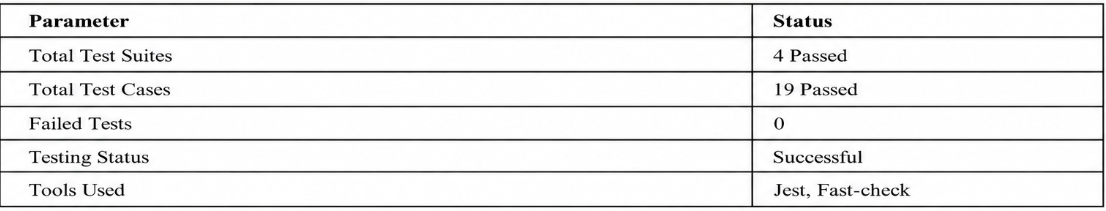 Parameter Status
Total Test Suites 4 Passed
Total Test Cases 19 Passed
Failed Tests 0
Testing Status Successful
Tools Used Jest, Fast-check